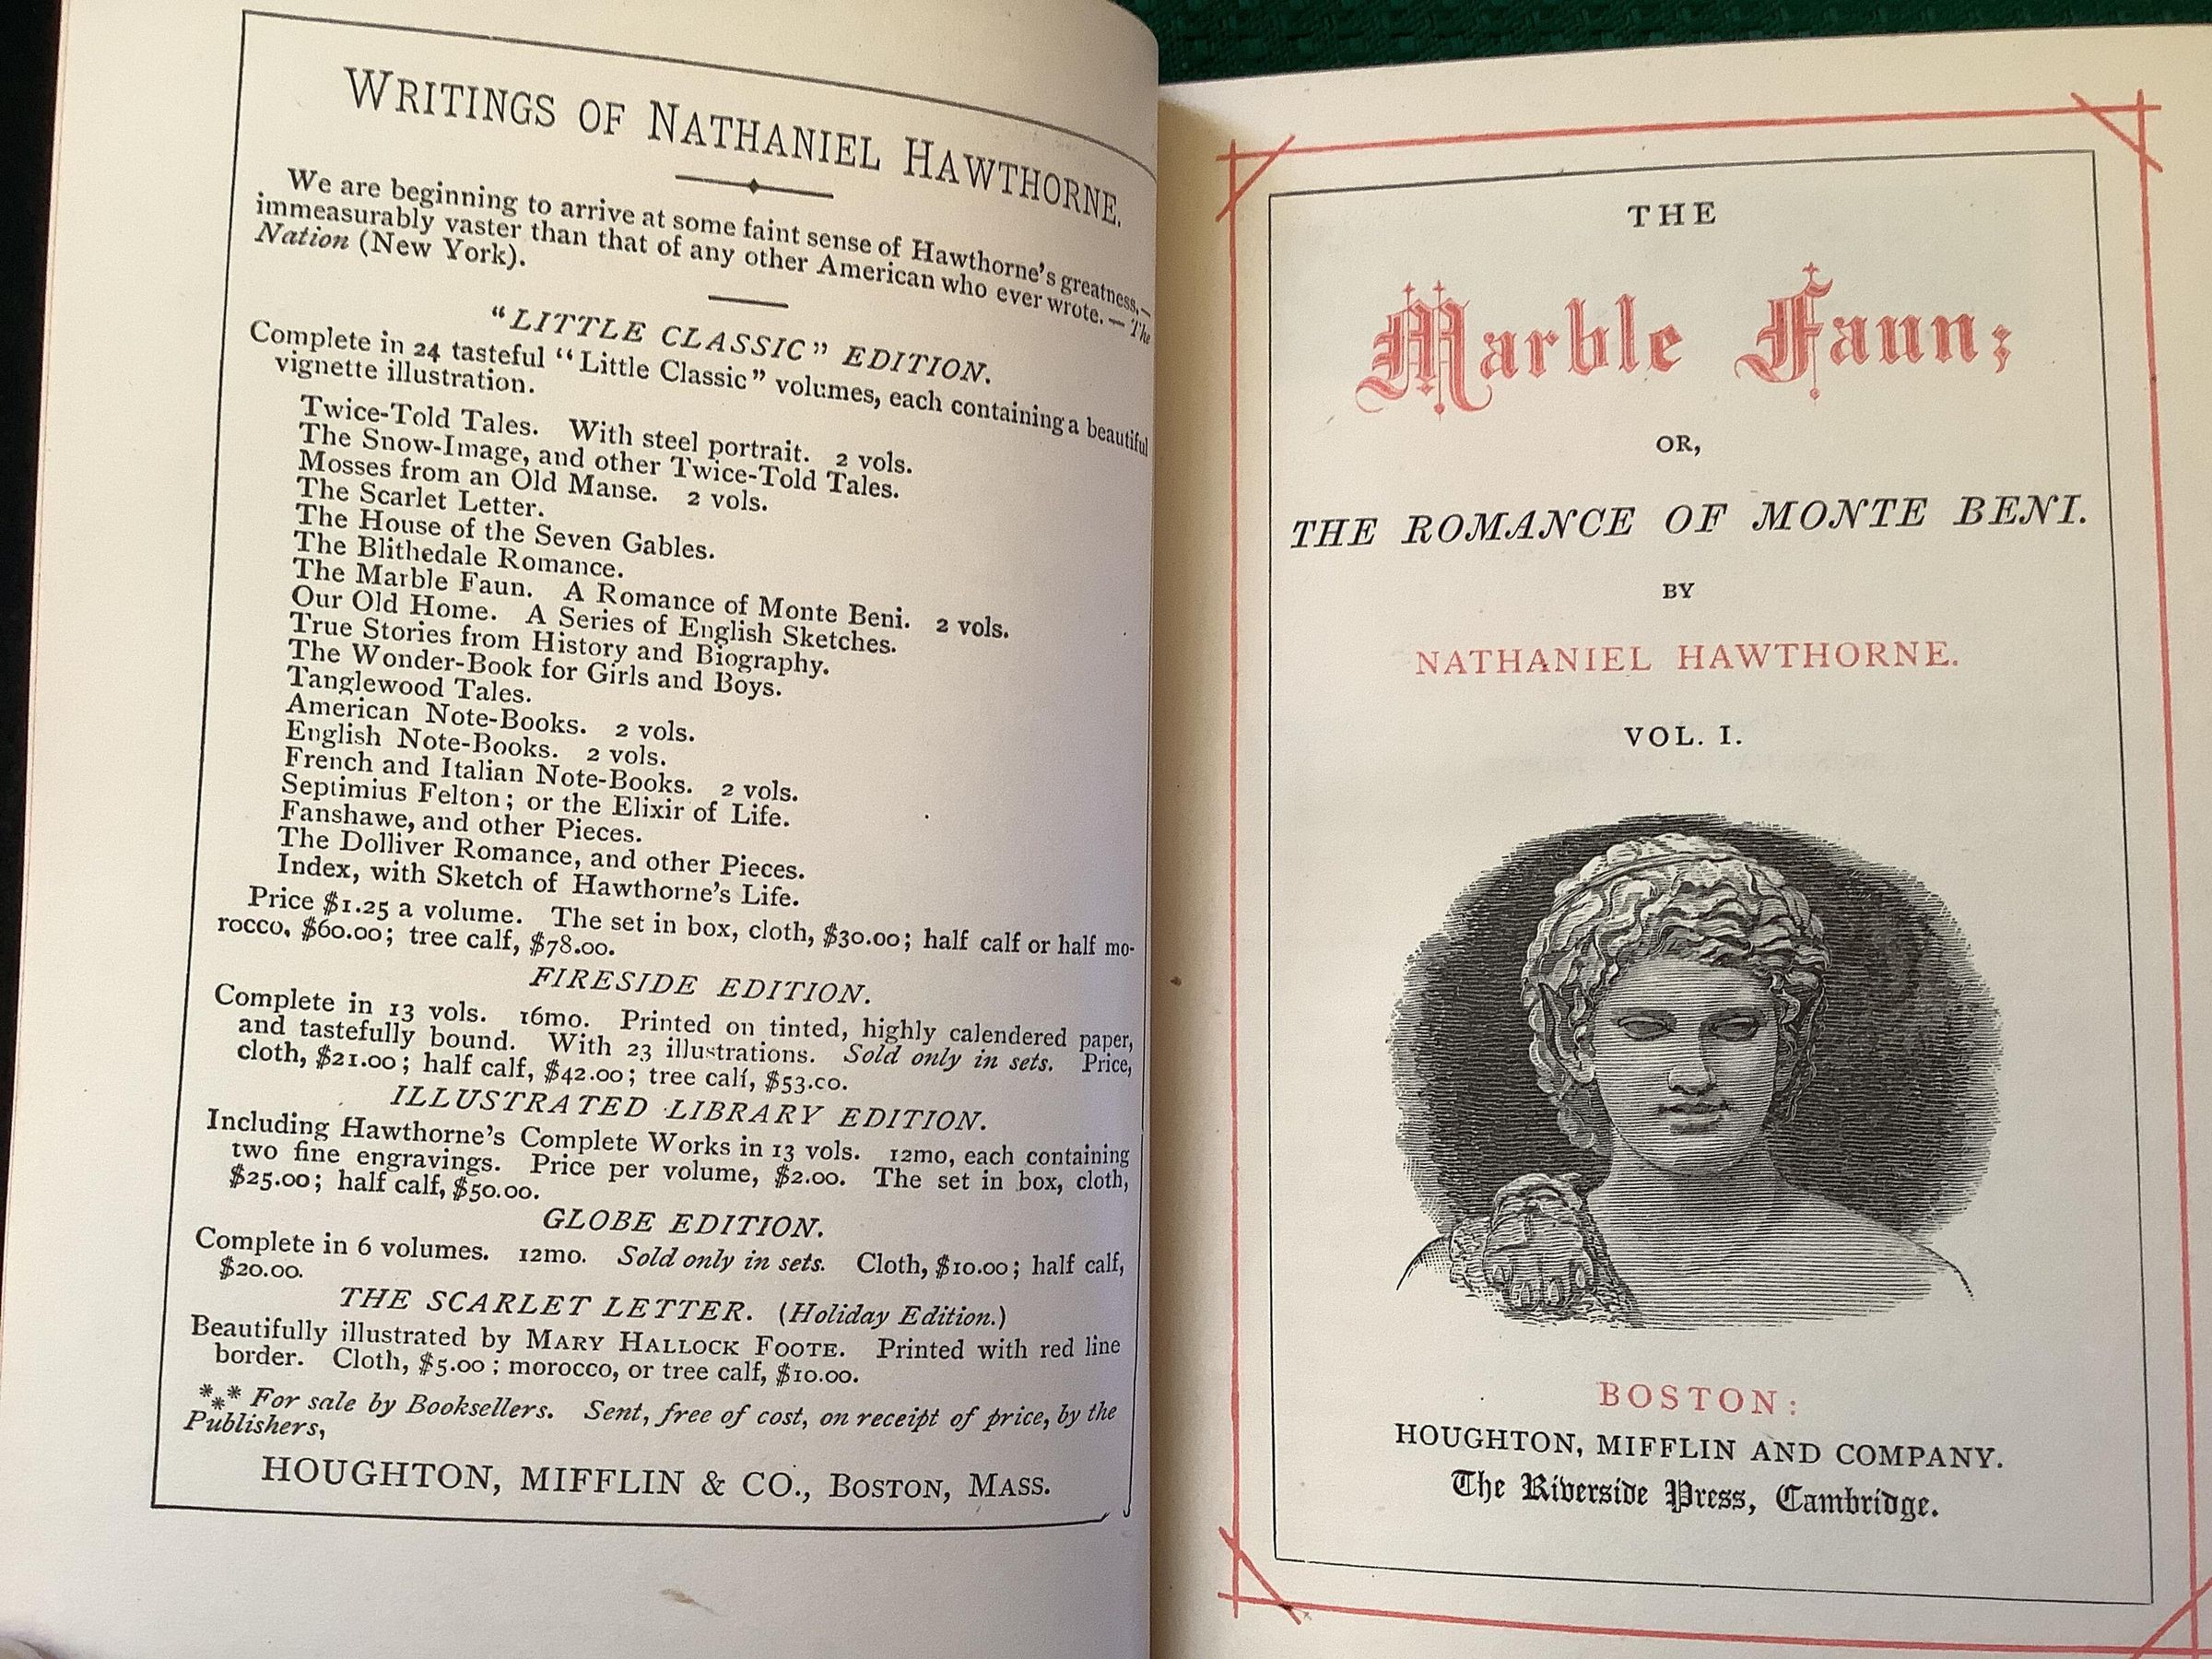 WRITINGS OF NATHANIEL HAWTHORNE.
We are beginning to arrive at some faint sense of Hawthorne's greatness,—
immeasurably vaster than that of any other American who ever wrote. — The
Nation (New York).
"LITTLE CLASSIC" EDITION.
Complete in 24 tasteful "Little Classic" volumes, each containing a beautiful
vignette illustration.
Twice-Told Tales. With steel portrait. 2 vols.
The Snow-Image, and other Twice-Told Tales.
Mosses from an Old Manse. 2 vols.
The Scarlet Letter.
The House of the Seven Gables.
The Blithedale Romance.
The Marble Faun. A Romance of Monte Beni. 2 vols.
Our Old Home. A Series of English Sketches.
True Stories from History and Biography.
The Wonder-Book for Girls and Boys.
Tanglewood Tales.
American Note-Books. 2 vols.
English Note-Books. 2 vols.
French and Italian Note-Books. 2 vols.
Septimius Felton; or the Elixir of Life.
Fanshawe, and other Pieces.
The Dolliver Romance, and other Pieces.
Index, with Sketch of Hawthorne's Life.
Price $1.25 a volume. The set in box, cloth, $30.00; half calf or half mo-
rocco, $60.00; tree calf, $78.00.
FIRESIDE EDITION.
Complete in 13 vols. 16mo. Printed on tinted, highly calendered paper,
and tastefully bound. With 23 illustrations. Sold only in sets. Price,
cloth, $21.00; half calf, $42.00; tree calf, $53.00.
ILLUSTRATED LIBRARY EDITION.
Including Hawthorne's Complete Works in 13 vols. 12mo, each containing
two fine engravings. Price per volume, $2.00. The set in box, cloth,
$25.00; half calf, $50.00.
GLOBE EDITION.
Complete in 6 volumes. 12mo. Sold only in sets. Cloth, $10.00; half calf,
$20.00.
THE SCARLET LETTER. (Holiday Edition.)
Beautifully illustrated by MARY HALLOCK FOOTE. Printed with red line
border. Cloth, $5.00; morocco, or tree calf, $10.00.
*** For sale by Booksellers. Sent, free of cost, on receipt of price, by the
Publishers,
HOUGHTON, MIFFLIN & CO., BOSTON, MASS.
THE
Marble Faun;
OR,
THE ROMANCE OF MONTE BENI.
BY
NATHANIEL HAWTHORNE.
VOL. I.
BOSTON:
HOUGHTON, MIFFLIN AND COMPANY.
The Riverside Press, Cambridge.